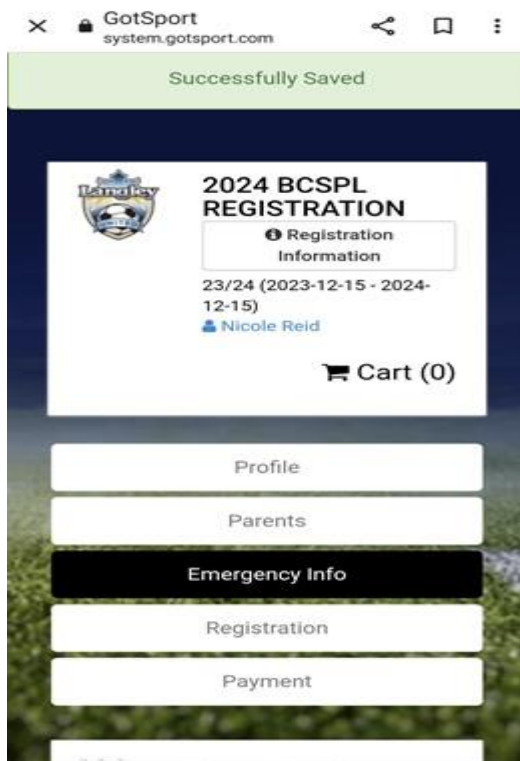 GotSport
system.gotsport.com
Successfully Saved
Langley
UNITED
2024 BCSPL
REGISTRATION
Registration
Information
23/24 (2023-12-15 - 2024-
12-15)
Nicole Reid
Cart (0)
Profile
Parents
Emergency Info
Registration
Payment